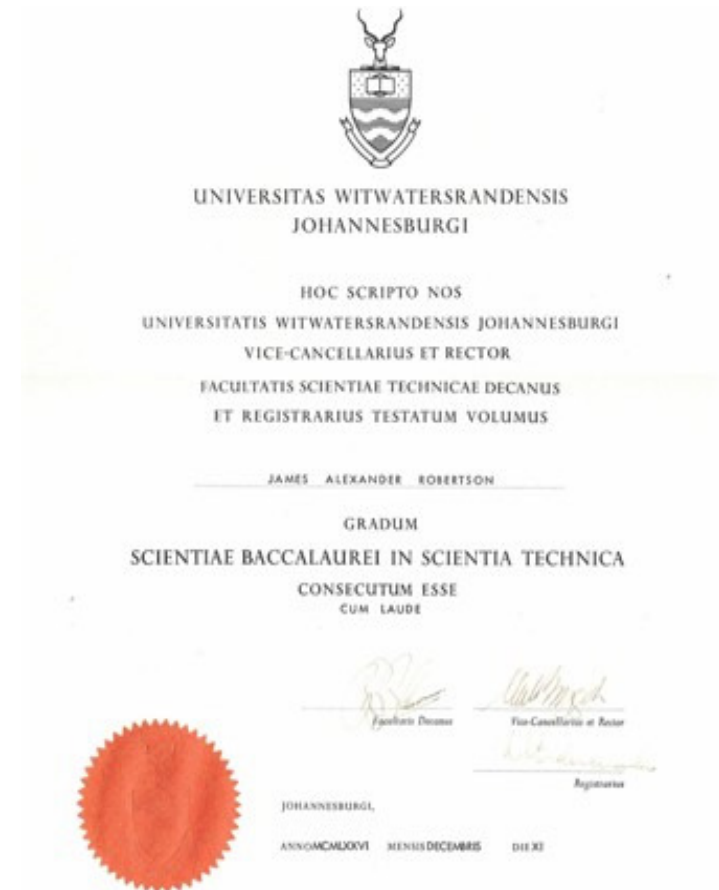 UNIVERSITAS WITWATERSRANDENSIS
JOHANNESBURGI
HOC SCRIPTO NOS
UNIVERSITATIS WITWATERSRANDENSIS JOHANNESBURGI
VICE-CANCELLARIUS ET RECTOR
FACULTATIS SCIENTIAE TECHNICAE DECANUS
ET REGISTRARIUS TESTATUM VOLUMUS
JAMES ALEXANDER ROBERTSON
GRADUM
SCIENTIAE BACCALAUREI IN SCIENTIA TECHNICA
CONSECUTUM ESSE
CUM LAUDE
Facultatis Decanus
Vice-Cancellarius et Rector
Registrarius
JOHANNESBURGI,
ANNO MCMLXXVI MENSIS DECEMBRIS DIE XI